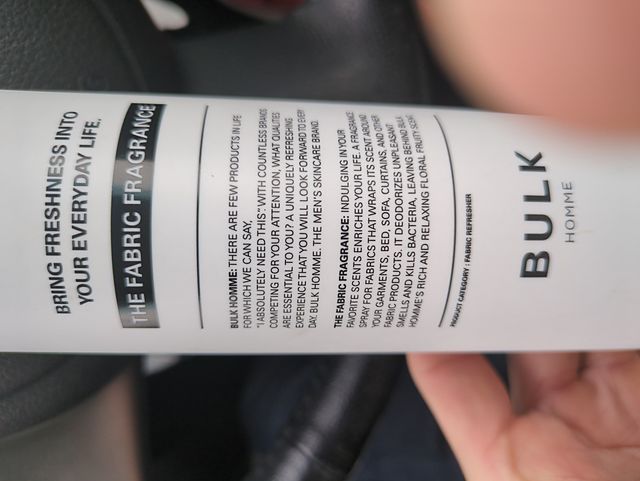 BRING FRESHNESS INTO
YOUR EVERYDAY LIFE.
THE FABRIC FRAGRANCE
BULK HOMME: THERE ARE FEW PRODUCTS IN LIFE
FOR WHICH WE CAN SAY,
"I ABSOLUTELY NEED THIS". WITH COUNTLESS BRANDS
COMPETING FOR YOUR ATTENTION, WHAT QUALITIES
ARE ESSENTIAL TO YOU? A UNIQUELY REFRESHING
EXPERIENCE THAT YOU WILL LOOK FORWARD TO EVERY
DAY. BULK HOMME. THE MEN'S SKINCARE BRAND.
THE FABRIC FRAGRANCE: INDULGING IN YOUR
FAVORITE SCENTS ENRICHES YOUR LIFE. A FRAGRANCE
SPRAY FOR FABRICS THAT WRAPS ITS SCENT AROUND
YOUR GARMENTS, BED, SOFA, CURTAINS, AND OTHER
FABRIC PRODUCTS. IT DEODORIZES UNPLEASANT
SMELLS AND KILLS BACTERIA, LEAVING BEHIND BULK
HOMME'S RICH AND RELAXING FLORAL FRUITY SCENT.
PRODUCT CATEGORY : FABRIC REFRESHER
BULK
HOMME